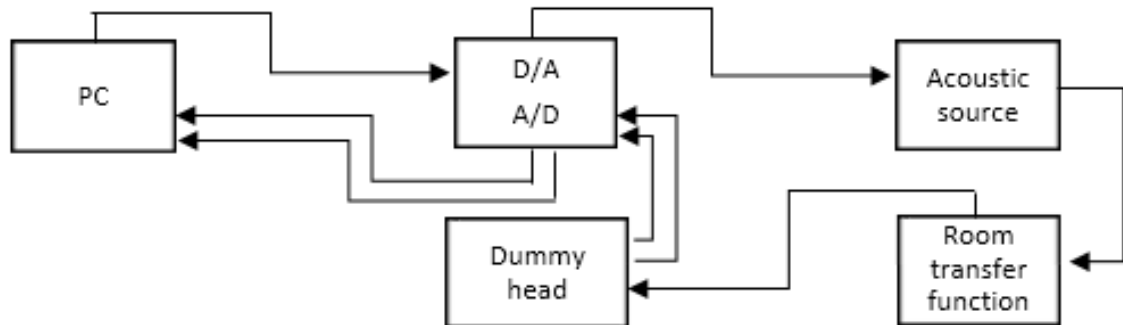 PC
D/A
A/D
Acoustic
source
Dummy
head
Room
transfer
function